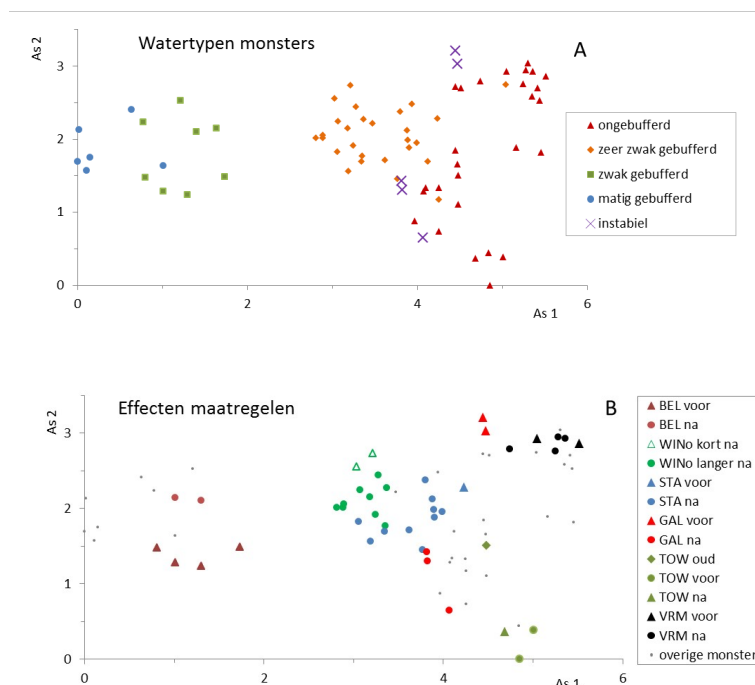 Watertypen monsters
A
As 2
3
2
1
0
0
2
4
6
As 1
ongebufferd
zeer zwak gebufferd
zwak gebufferd
matig gebufferd
instabiel
Effecten maatregelen
B
As 2
3
2
1
0
0
2
4
6
As 1
BEL voor
BEL na
WINo kort na
WINo langer na
STA voor
STA na
GAL voor
GAL na
TOW oud
TOW voor
TOW na
VRM voor
VRM na
overige monster